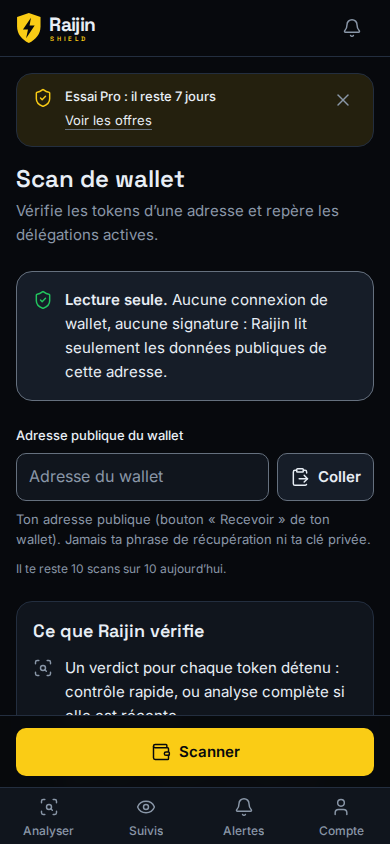 Raijin
SHIELD
Essai Pro : il reste 7 jours
Voir les offres
Scan de wallet
Vérifie les tokens d’une adresse et repère les
délégations actives.
Lecture seule. Aucune connexion de
wallet, aucune signature : Raijin lit
seulement les données publiques de
cette adresse.
Adresse publique du wallet
Adresse du wallet
Coller
Ton adresse publique (bouton « Recevoir » de ton
wallet). Jamais ta phrase de récupération ni ta clé privée.
Il te reste 10 scans sur 10 aujourd’hui.
Ce que Raijin vérifie
Un verdict pour chaque token détenu :
contrôle rapide, ou analyse complète si
elle est récente
Scanner
Analyser
Suivis
Alertes
Compte